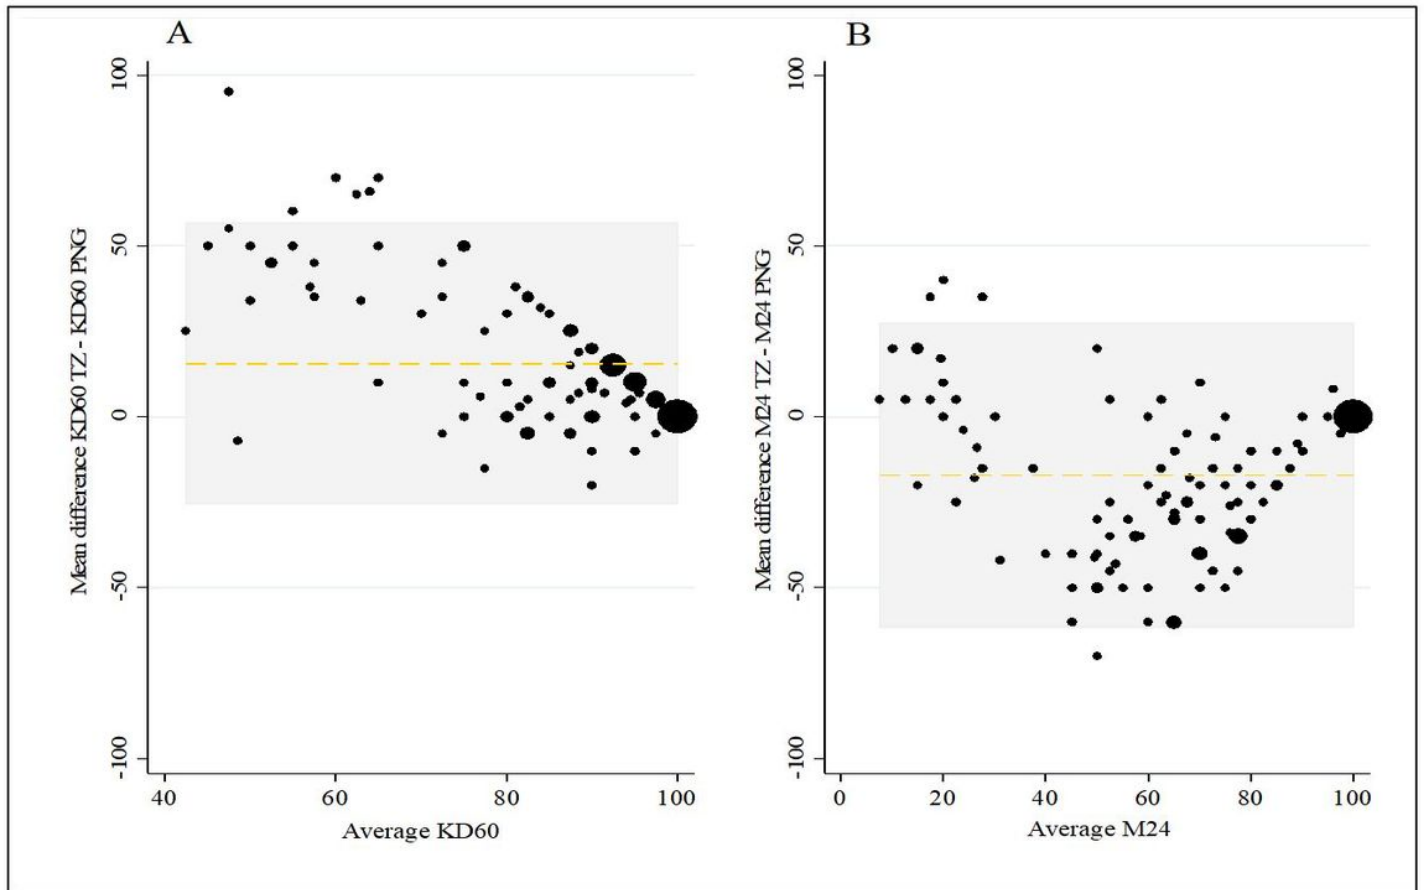 A
Mean difference KD60 TZ - KD60 PNG
100
50
0
-50
-100
40 60 80 100
Average KD60
B
Mean difference M24 TZ - M24 PNG
100
50
0
-50
-100
0 20 40 60 80 100
Average M24